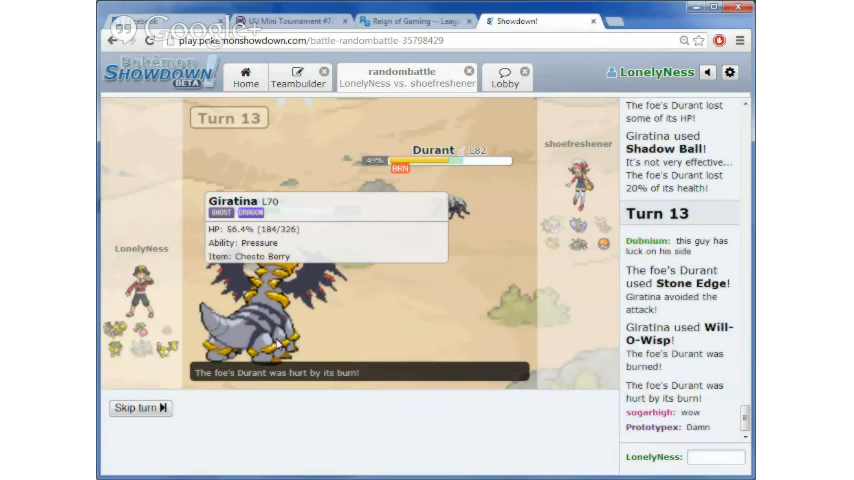 Google+
UU Mini Tournament #7
Reign of Gaming -- Leag
Showdown!
play.pokemonshowdown.com/battle-randombattle-35798429
Pokémon
SHOWDOWN
BETA
Home
Teambuilder
randombattle
LonelyNess vs. shoefreshener
Lobby
LonelyNess
Turn 13
Durant L82
49%
BRN
shoefreshener
Giratina L70
GHOST DRAGON
HP: 56.4% (184/326)
Ability: Pressure
Item: Chesto Berry
LonelyNess
The foe's Durant was hurt by its burn!
Skip turn
The foe's Durant lost
some of its HP!
Giratina used
Shadow Ball!
It's not very effective...
The foe's Durant lost
20% of its health!
Turn 13
Dubnium: this guy has
luck on his side
The foe's Durant
used Stone Edge!
Giratina avoided the
attack!
Giratina used Will-
O-Wisp!
The foe's Durant was
burned!
The foe's Durant was
hurt by its burn!
sugarhigh: wow
Prototypex: Damn
LonelyNess: